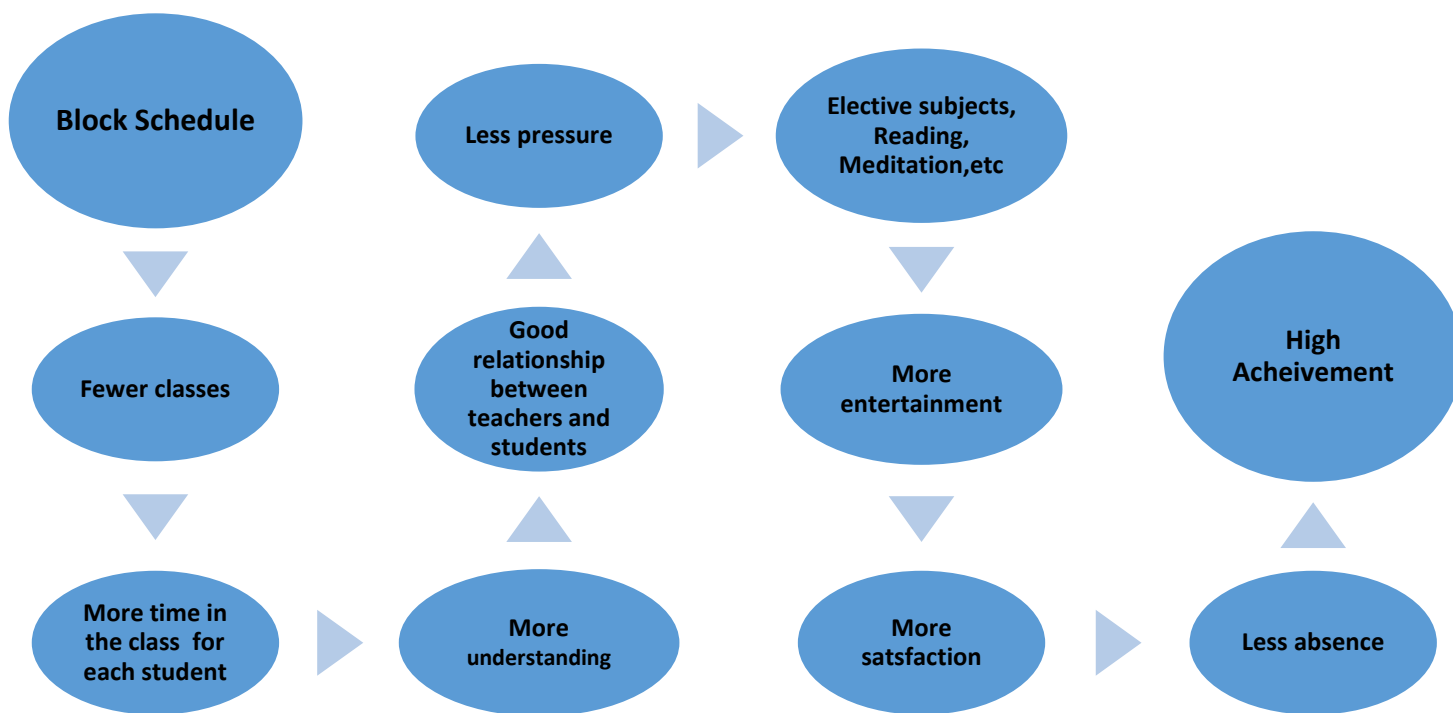 Block Schedule
Fewer classes
More time in
the class for
each student
More
understanding
Good
relationship
between
teachers and
students
Less pressure
Elective subjects,
Reading,
Meditation,etc
More
entertainment
More
satsfaction
Less absence
High
Acheivement